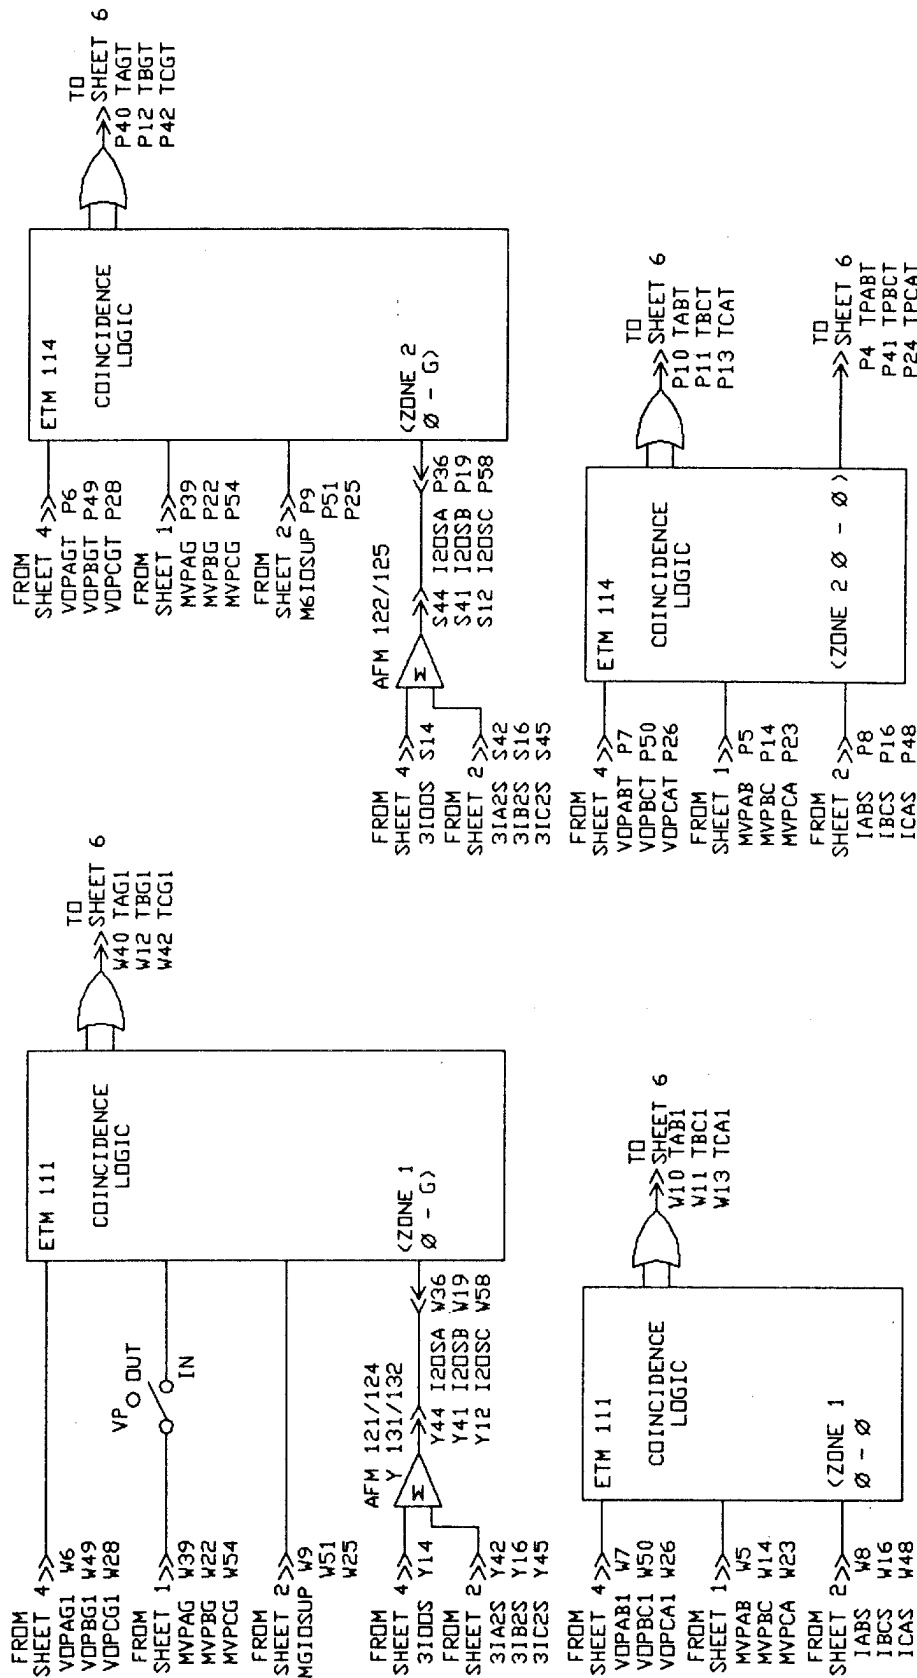 FROM
SHEET 4
VOPAG1 W6
VOPBG1 W49
VOPCG1 W28
FROM
SHEET 1
MVPAG W39
MVPBG W22
MVPCG W54
FROM
SHEET 2
MGIOSUP W9
W51
W25
VP
OUT
IN
AFM 121/124
Y 131/132
FROM
SHEET 4
3IOOS Y14
FROM
SHEET 2
3IA2S Y42
3IB2S Y16
3IC2S Y45
Σ
Y44 I2OSA W36
Y41 I2OSB W19
Y12 I2OSC W58
ETM 111
COINCIDENCE
LOGIC
(ZONE 1
Ø - G)
TO
SHEET 6
W40 TAG1
W12 TBG1
W42 TCG1
FROM
SHEET 4
VOPAGT P6
VOPBGT P49
VOPCGT P28
FROM
SHEET 1
MVPAG P39
MVPBG P22
MVPCG P54
FROM
SHEET 2
M6IOSUP P9
P51
P25
AFM 122/125
FROM
SHEET 4
3IOOS S14
FROM
SHEET 2
3IA2S S42
3IB2S S16
3IC2S S45
Σ
S44 I2OSA P36
S41 I2OSB P19
S12 I2OSC P58
ETM 114
COINCIDENCE
LOGIC
(ZONE 2
Ø - G)
TO
SHEET 6
P40 TAGT
P12 TBGT
P42 TCGT
FROM
SHEET 4
VOPAB1 W7
VOPBC1 W50
VOPCA1 W26
FROM
SHEET 1
MVPAB W5
MVPBC W14
MVPCA W23
FROM
SHEET 2
IABS W8
IBCS W16
ICAS W48
ETM 111
COINCIDENCE
LOGIC
(ZONE 1
Ø - Ø
TO
SHEET 6
W10 TAB1
W11 TBC1
W13 TCA1
FROM
SHEET 4
VOPABT P7
VOPBCT P50
VOPCAT P26
FROM
SHEET 1
MVPAB P5
MVPBC P14
MVPCA P23
FROM
SHEET 2
IABS P8
IBCS P16
ICAS P48
ETM 114
COINCIDENCE
LOGIC
(ZONE 2 Ø - Ø )
TO
SHEET 6
P10 TABT
P11 TBCT
P13 TCAT
TO
SHEET 6
P4 TPABT
P41 TPBCT
P24 TPCAT